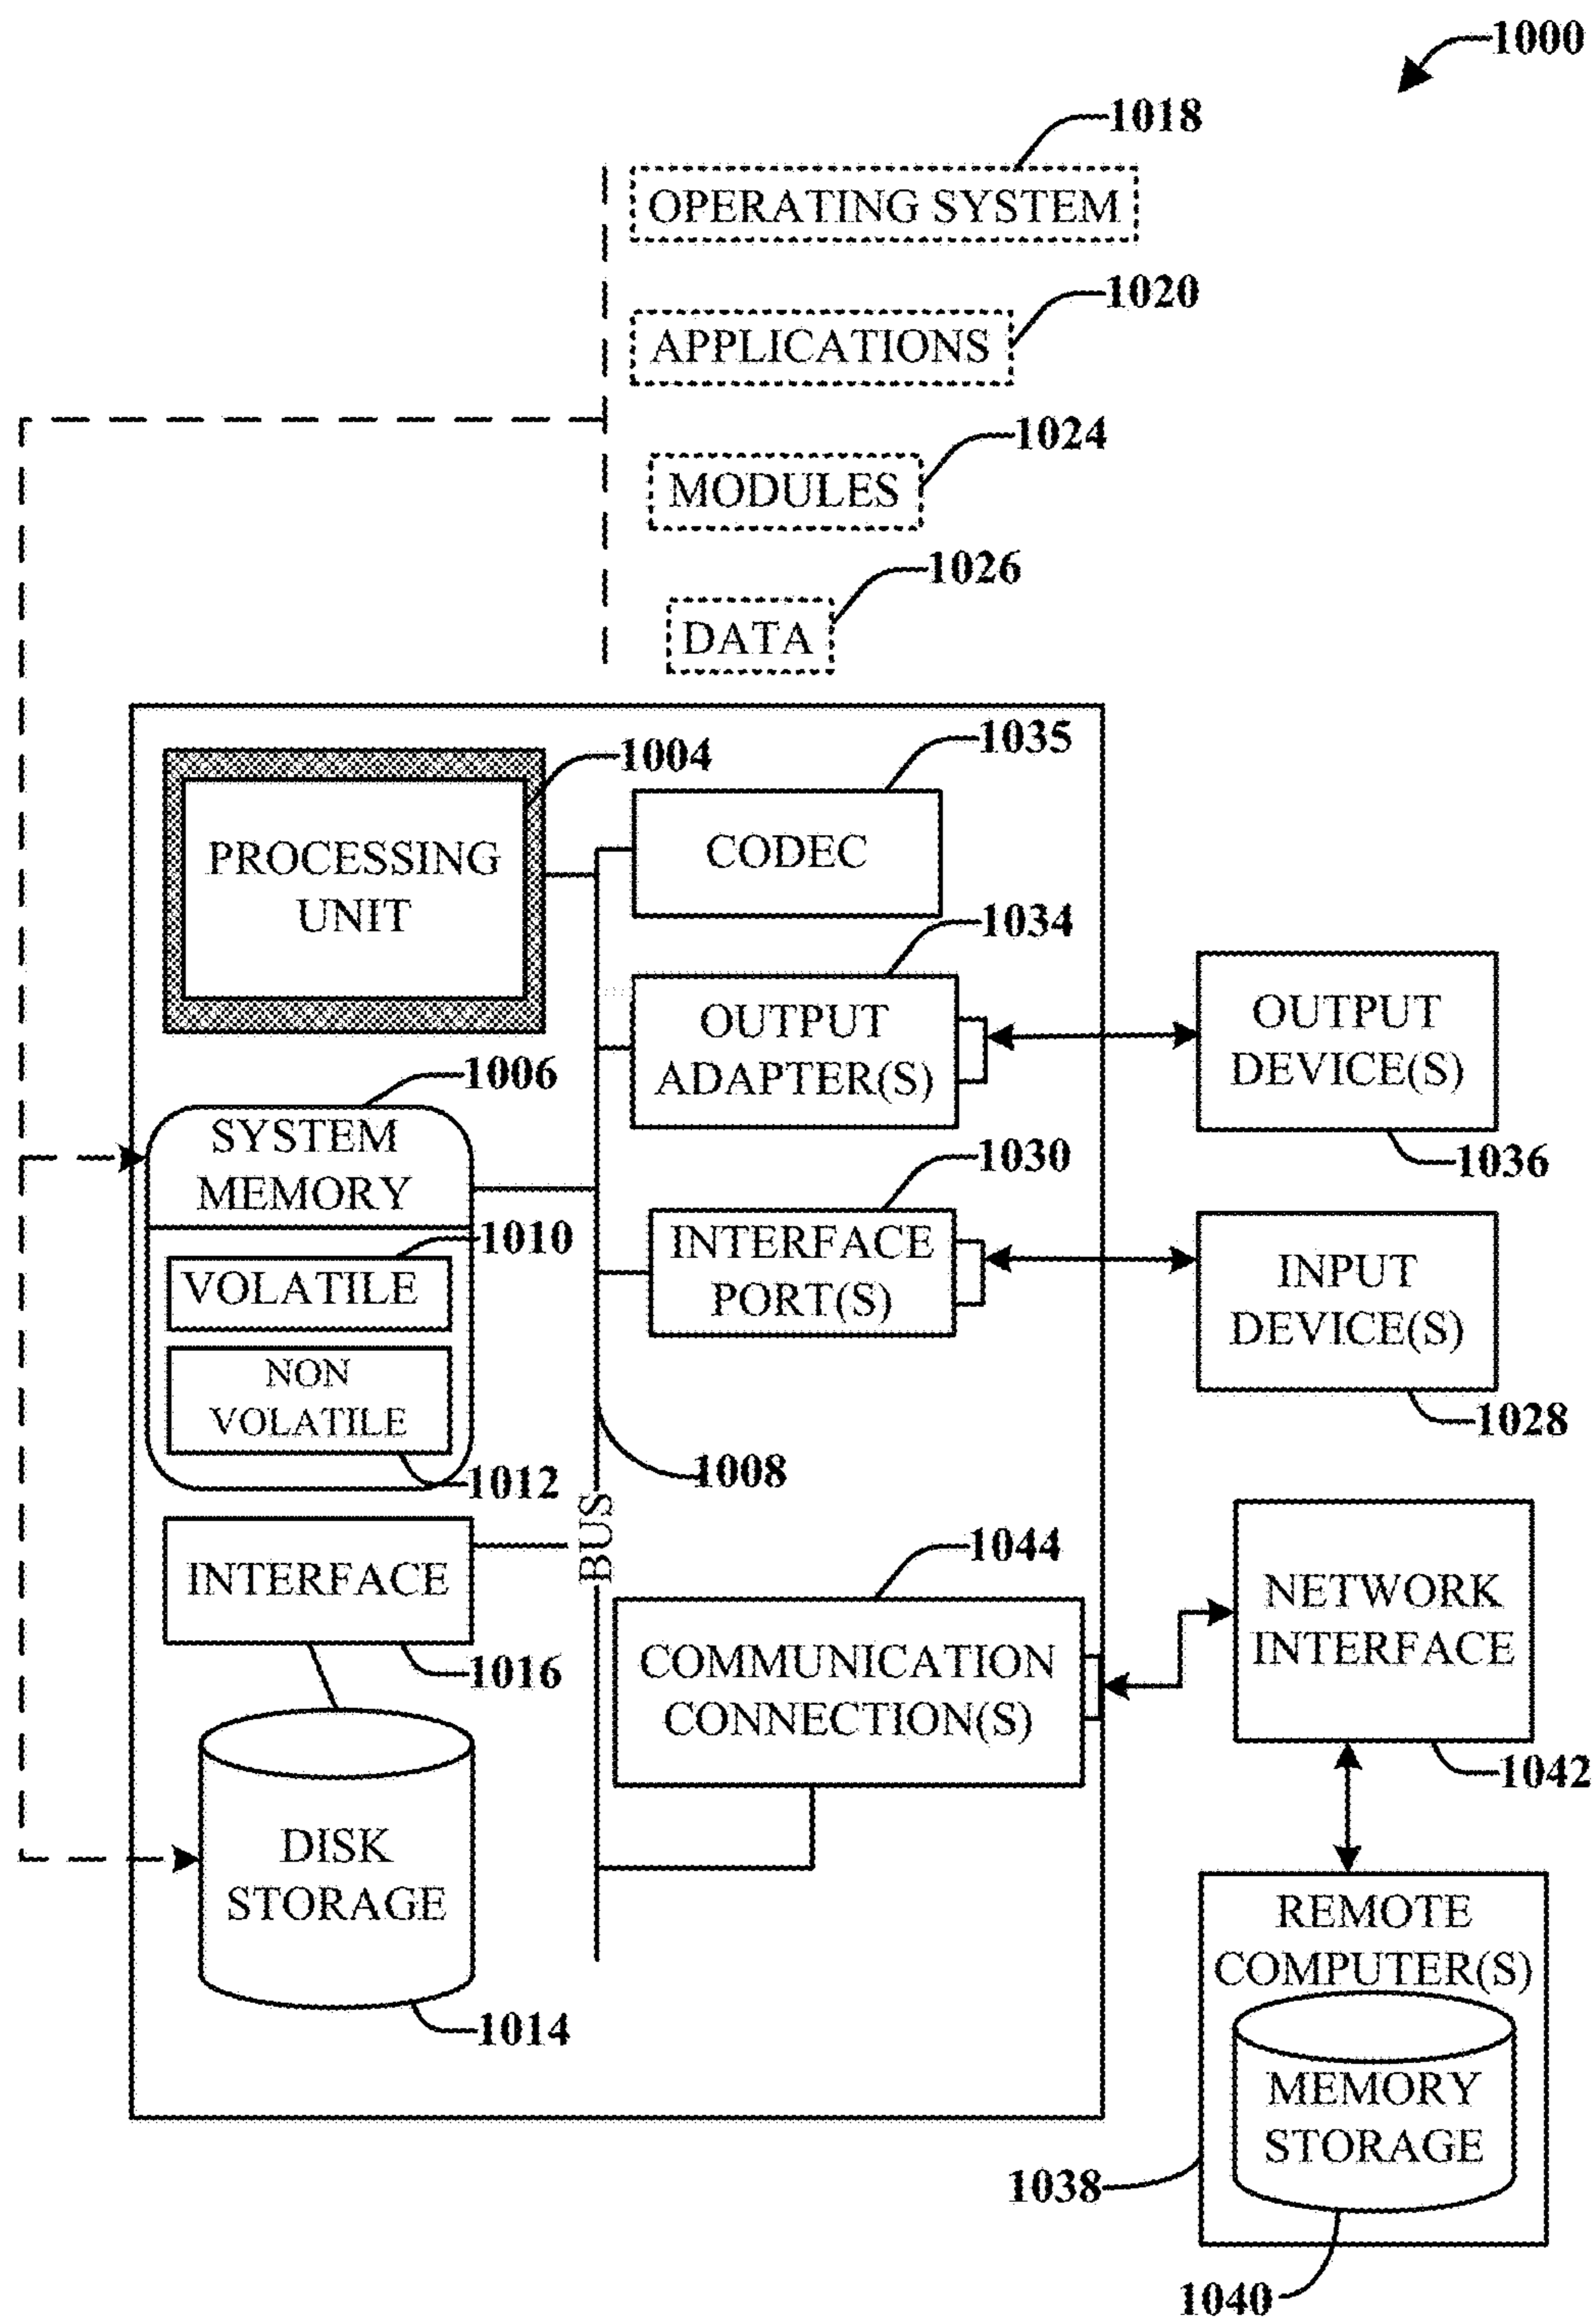 1000
1018
OPERATING SYSTEM
1020
APPLICATIONS
1024
MODULES
1026
DATA
1004
PROCESSING
UNIT
1035
CODEC
1034
OUTPUT
ADAPTER(S)
OUTPUT
DEVICE(S)
1036
1006
SYSTEM
MEMORY
1010
VOLATILE
NON
VOLATILE
1012
1030
INTERFACE
PORT(S)
INPUT
DEVICE(S)
1028
1008
BUS
INTERFACE
1016
1044
COMMUNICATION
CONNECTION(S)
NETWORK
INTERFACE
1042
DISK
STORAGE
1014
REMOTE
COMPUTER(S)
MEMORY
STORAGE
1038
1040